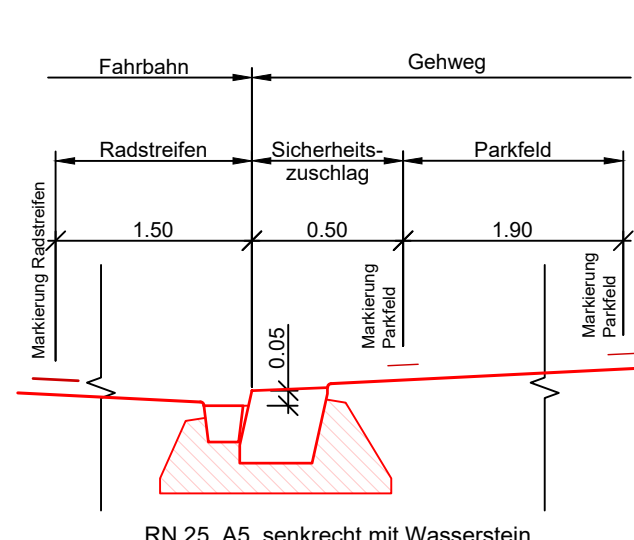 Fahrbahn
Gehweg
Radstreifen
Sicherheits-
zuschlag
Parkfeld
1.50
0.50
1.90
Markierung Radstreifen
Markierung
Parkfeld
Markierung
Parkfeld
0.05
RN 25, A5, senkrecht mit Wasserstein